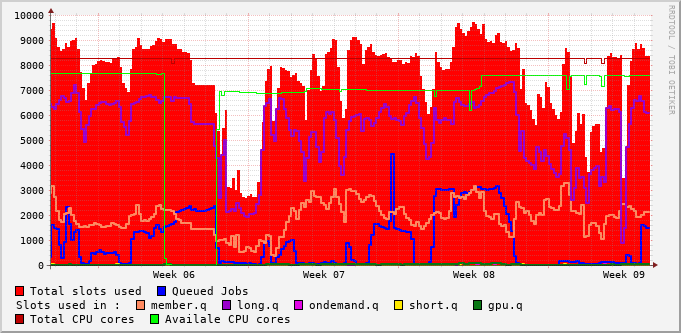 10000
9000
8000
7000
6000
5000
4000
3000
2000
1000
0
Week 06 Week 07 Week 08 Week 09
RRDTOOL / TOBI OETIKER
Total slots used Queued Jobs
Slots used in : member.q long.q ondemand.q short.q gpu.q
Total CPU cores Availale CPU cores